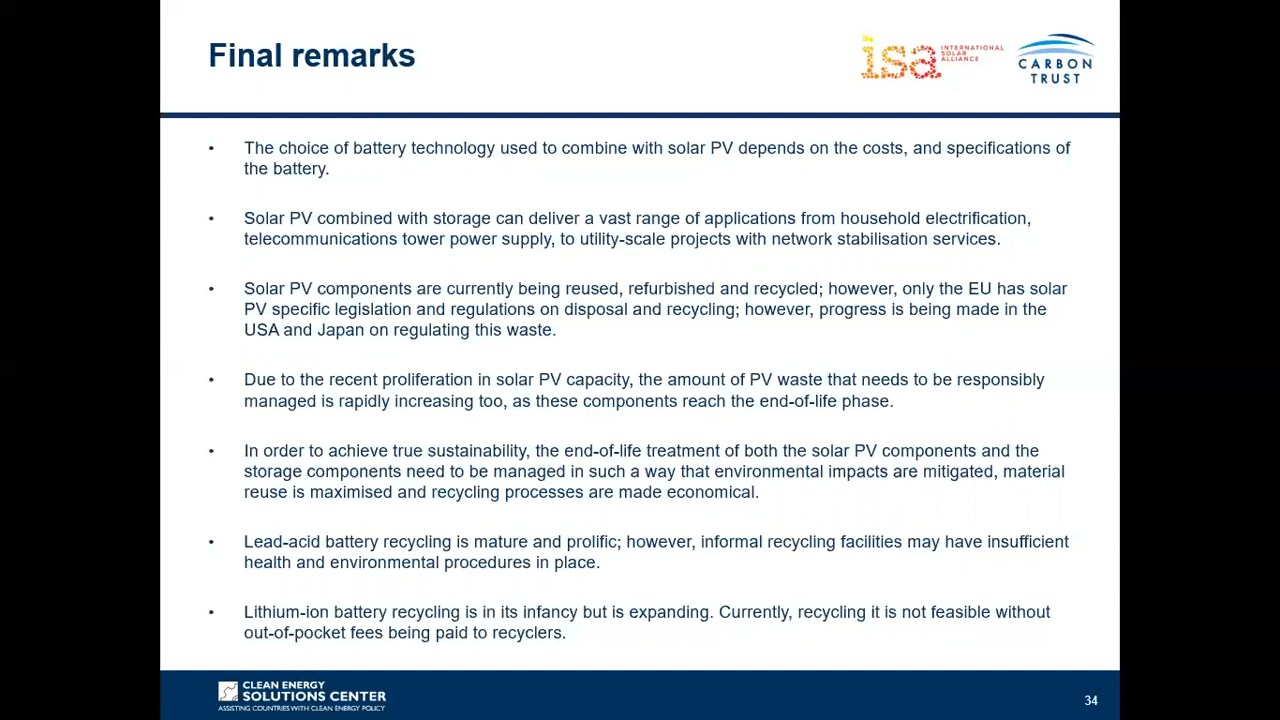 Final remarks
isa INTERNATIONAL
SOLAR
ALLIANCE
CARBON
TRUST
• The choice of battery technology used to combine with solar PV depends on the costs, and specifications of
the battery.
• Solar PV combined with storage can deliver a vast range of applications from household electrification,
telecommunications tower power supply, to utility-scale projects with network stabilisation services.
• Solar PV components are currently being reused, refurbished and recycled; however, only the EU has solar
PV specific legislation and regulations on disposal and recycling; however, progress is being made in the
USA and Japan on regulating this waste.
• Due to the recent proliferation in solar PV capacity, the amount of PV waste that needs to be responsibly
managed is rapidly increasing too, as these components reach the end-of-life phase.
• In order to achieve true sustainability, the end-of-life treatment of both the solar PV components and the
storage components need to be managed in such a way that environmental impacts are mitigated, material
reuse is maximised and recycling processes are made economical.
• Lead-acid battery recycling is mature and prolific; however, informal recycling facilities may have insufficient
health and environmental procedures in place.
• Lithium-ion battery recycling is in its infancy but is expanding. Currently, recycling it is not feasible without
out-of-pocket fees being paid to recyclers.
CLEAN ENERGY
SOLUTIONS CENTER
ASSISTING COUNTRIES WITH CLEAN ENERGY POLICY
34